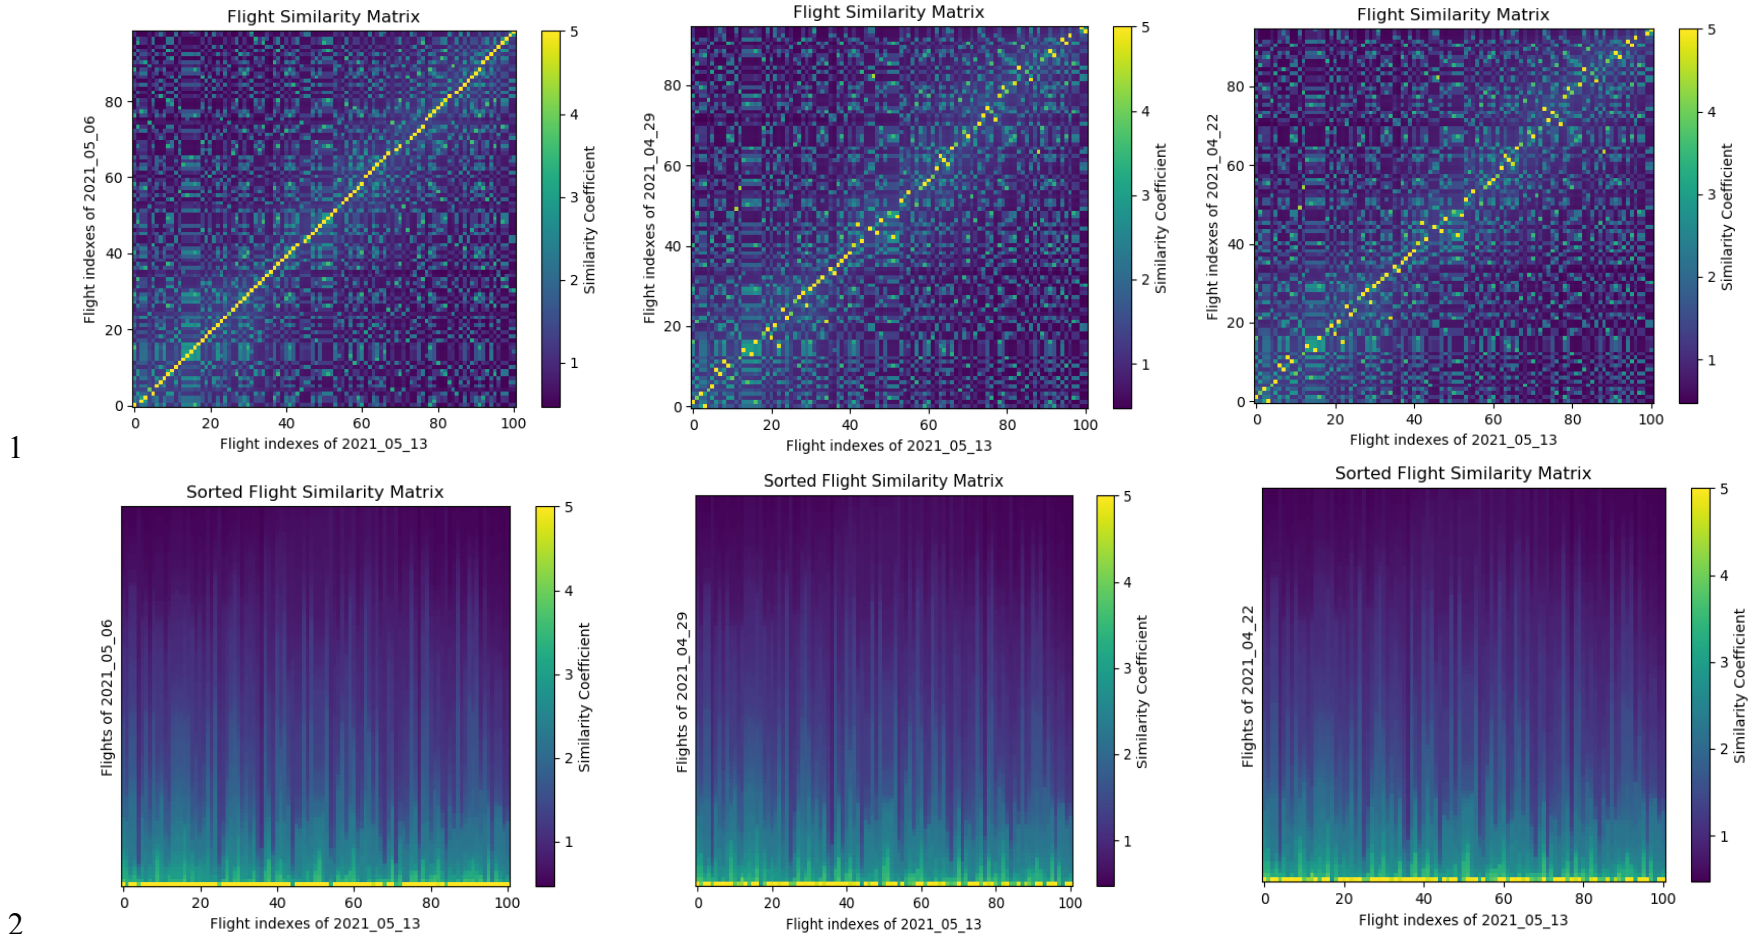 Flight Similarity Matrix
Flight indexes of 2021_05_06
80
60
40
20
0
0 20 40 60 80 100
Flight indexes of 2021_05_13
5
4
3
2
1
Similarity Coefficient
Flight Similarity Matrix
Flight indexes of 2021_04_29
80
60
40
20
0
0 20 40 60 80 100
Flight indexes of 2021_05_13
5
4
3
2
1
Similarity Coefficient
Flight Similarity Matrix
Flight indexes of 2021_04_22
80
60
40
20
0
0 20 40 60 80 100
Flight indexes of 2021_05_13
5
4
3
2
1
Similarity Coefficient
1
Sorted Flight Similarity Matrix
Flights of 2021_05_06
0 20 40 60 80 100
Flight indexes of 2021_05_13
5
4
3
2
1
Similarity Coefficient
Sorted Flight Similarity Matrix
Flights of 2021_04_29
0 20 40 60 80 100
Flight indexes of 2021_05_13
5
4
3
2
1
Similarity Coefficient
Sorted Flight Similarity Matrix
Flights of 2021_04_22
0 20 40 60 80 100
Flight indexes of 2021_05_13
5
4
3
2
1
Similarity Coefficient
2